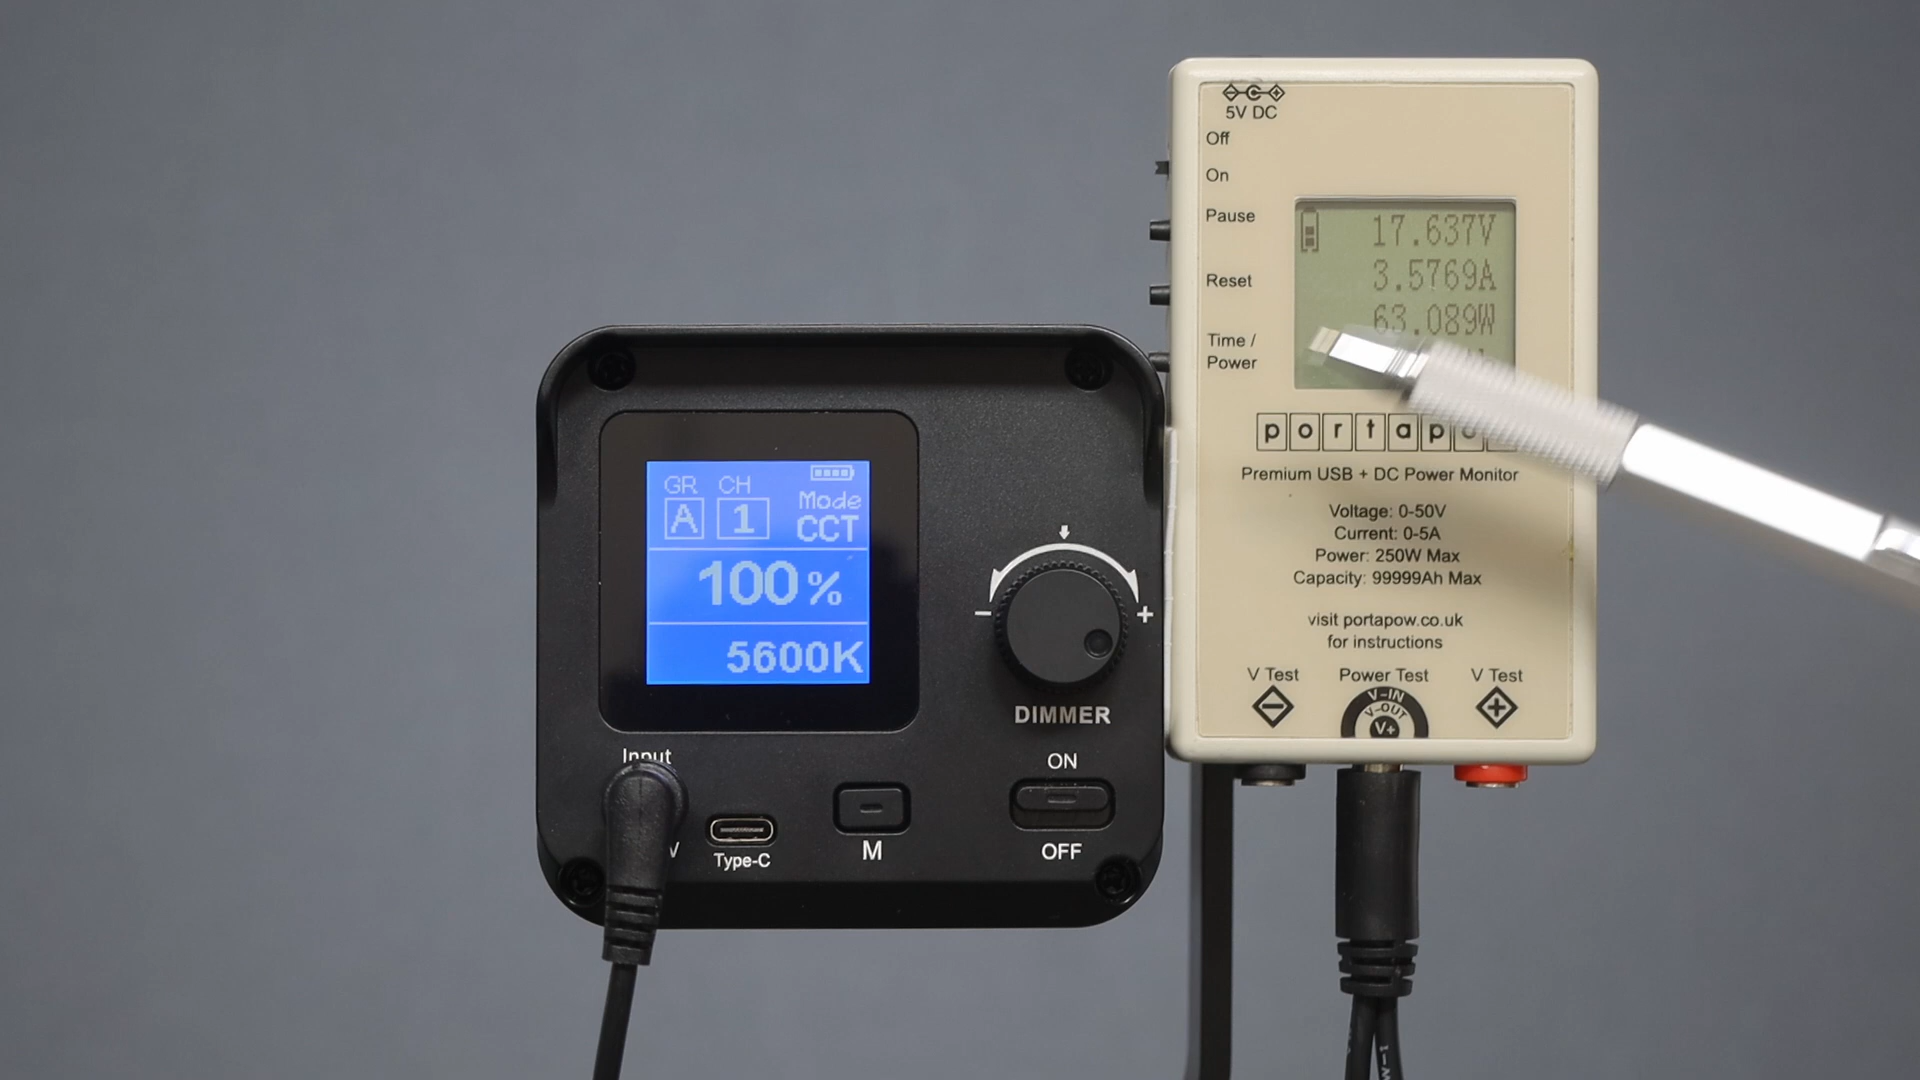 5V DC
Off
On
Pause
Reset
Time /
Power
17.637V
3.5769A
63.089W
portap
Premium USB + DC Power Monitor
Voltage: 0-50V
Current: 0-5A
Power: 250W Max
Capacity: 99999Ah Max
visit portapow.co.uk
for instructions
V Test
Power Test
V Test
V-IN
V-OUT
V+
GR CH
A 1
Mode
CCT
100%
5600K
DIMMER
Input
V
Type-C
M
ON
OFF